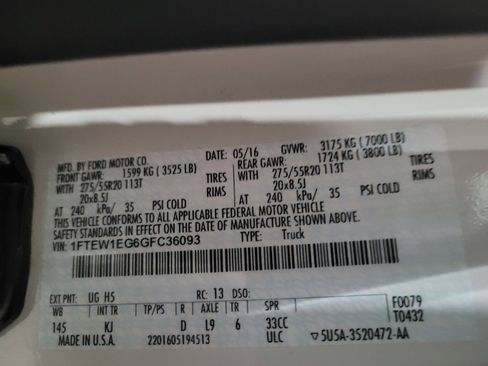 MFD. BY FORD MOTOR CO. DATE: 05/16 GVWR: 3175 KG ( 7000 LB)
FRONT GAWR: 1599 KG ( 3525 LB) REAR GAWR: 1724 KG ( 3800 LB)
WITH 275/55R20 113T TIRES WITH 275/55R20 113T TIRES
20x8.5J RIMS 20x8.5J RIMS
AT 240 kPa/ 35 PSI COLD AT 240 kPa/ 35 PSI COLD
THIS VEHICLE CONFORMS TO ALL APPLICABLE FEDERAL MOTOR VEHICLE
SAFETY STANDARDS IN EFFECT ON THE DATE OF MANUFACTURE SHOWN ABOVE.
VIN: 1FTEW1EG6GFC36093 TYPE: Truck
EXT PNT: UG H5 RC: 13 DSO: F0079
WB INT TR TP/PS R AXLE TR SPR T0432
145 KJ D L9 6 33CC
MADE IN U.S.A. 2201605194513 ULC ▽5U5A-3520472-AA